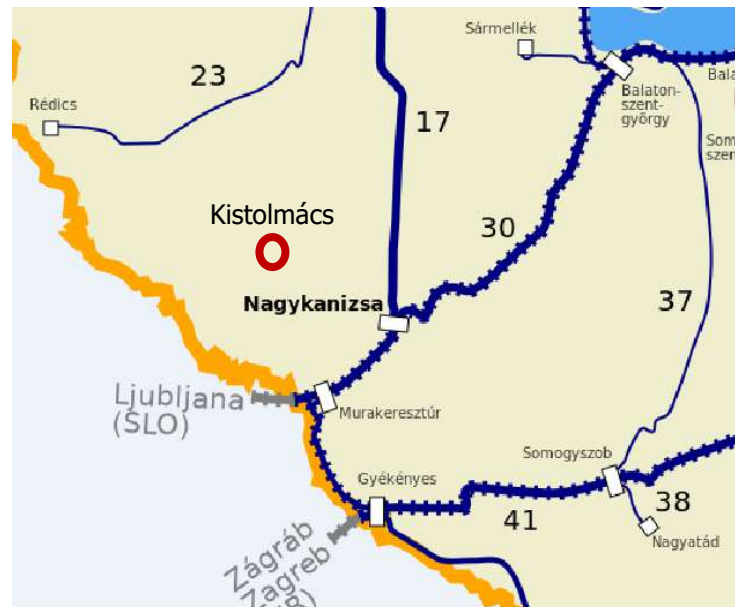 Sármellék
23
Bala
Rédics
Balaton-
szent-
györgy
17
Som
szen
Kistolmács
30
37
Nagykanizsa
Ljubljana
(SLO)
Murakeresztúr
Somogyszob
Gyékényes
38
41
Nagyatád
Zágráb
Zagreb